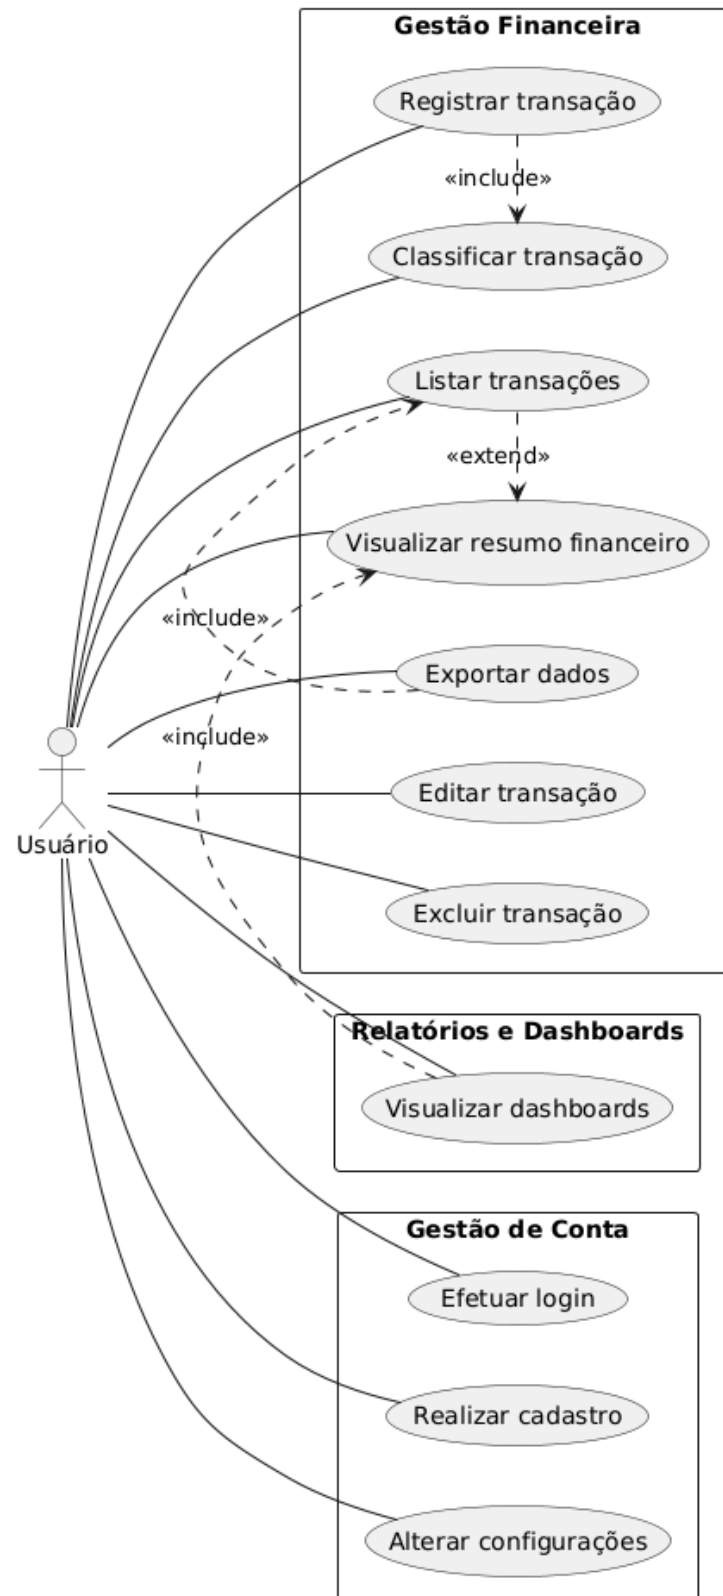 Gestão Financeira
Registrar transação
«include»
Classificar transação
Listar transações
«extend»
Visualizar resumo financeiro
«include»
Exportar dados
«include»
Editar transação
Usuário
Excluir transação
Relatórios e Dashboards
Visualizar dashboards
Gestão de Conta
Efetuar login
Realizar cadastro
Alterar configurações